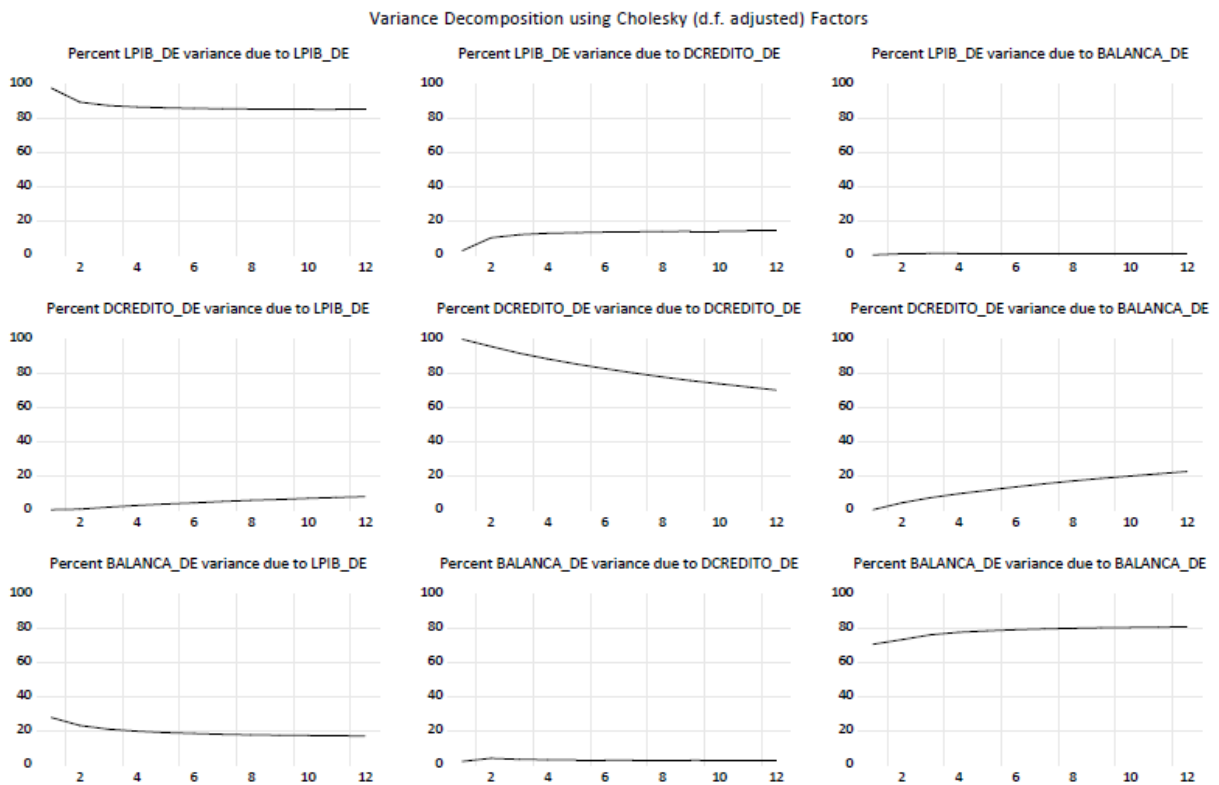 Variance Decomposition using Cholesky (d.f. adjusted) Factors
Percent LPIB_DE variance due to LPIB_DE
100
80
60
40
20
0
2 4 6 8 10 12
Percent LPIB_DE variance due to DCREDITO_DE
100
80
60
40
20
0
2 4 6 8 10 12
Percent LPIB_DE variance due to BALANCA_DE
100
80
60
40
20
0
2 4 6 8 10 12
Percent DCREDITO_DE variance due to LPIB_DE
100
80
60
40
20
0
2 4 6 8 10 12
Percent DCREDITO_DE variance due to DCREDITO_DE
100
80
60
40
20
0
2 4 6 8 10 12
Percent DCREDITO_DE variance due to BALANCA_DE
100
80
60
40
20
0
2 4 6 8 10 12
Percent BALANCA_DE variance due to LPIB_DE
100
80
60
40
20
0
2 4 6 8 10 12
Percent BALANCA_DE variance due to DCREDITO_DE
100
80
60
40
20
0
2 4 6 8 10 12
Percent BALANCA_DE variance due to BALANCA_DE
100
80
60
40
20
0
2 4 6 8 10 12